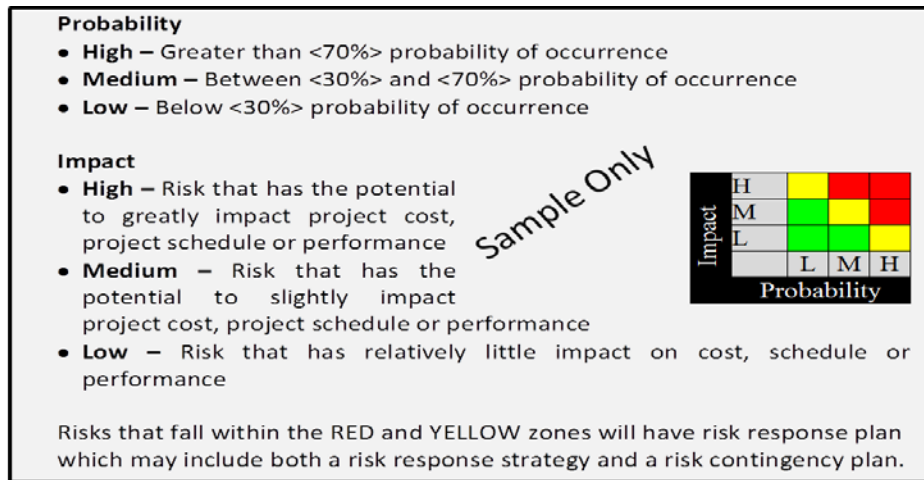 Probability
• High – Greater than <70%> probability of occurrence
• Medium – Between <30%> and <70%> probability of occurrence
• Low – Below <30%> probability of occurrence
Impact
• High – Risk that has the potential
to greatly impact project cost,
project schedule or performance
• Medium – Risk that has the
potential to slightly impact
project cost, project schedule or performance
• Low – Risk that has relatively little impact on cost, schedule or
performance
Sample Only
Impact
H
M
L
L M H
Probability
Risks that fall within the RED and YELLOW zones will have risk response plan
which may include both a risk response strategy and a risk contingency plan.